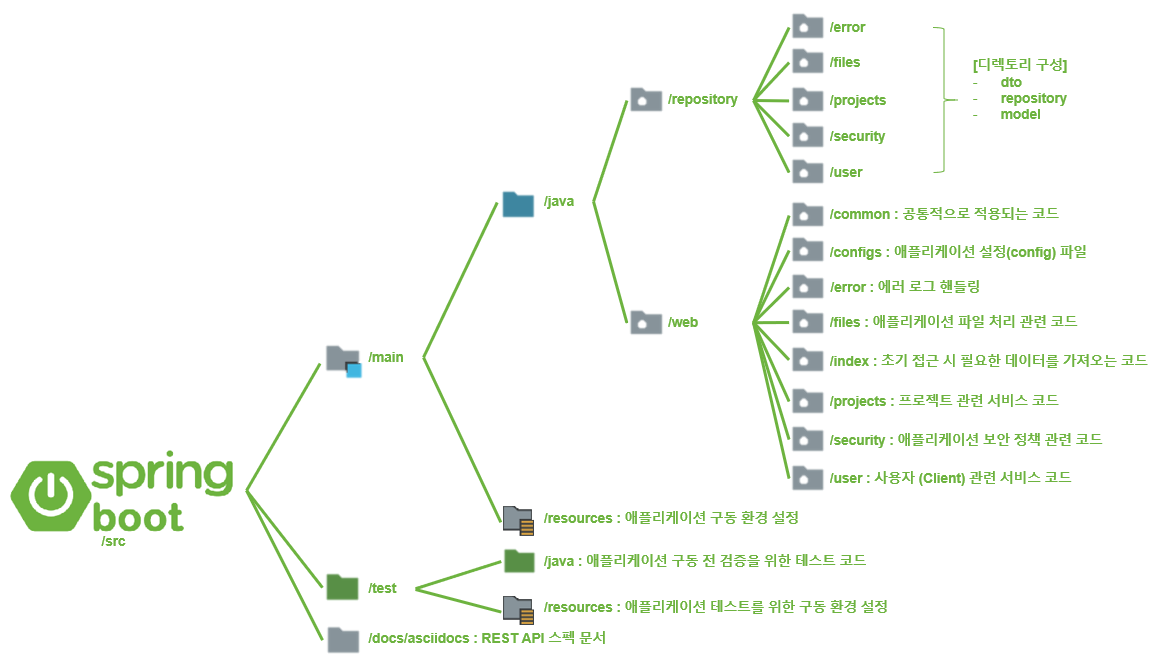 /error
/files
/projects
/security
/user
[디렉토리 구성]
- dto
- repository
- model
/repository
/java
/common : 공통적으로 적용되는 코드
/configs : 애플리케이션 설정(config) 파일
/error : 에러 로그 핸들링
/files : 애플리케이션 파일 처리 관련 코드
/index : 초기 접근 시 필요한 데이터를 가져오는 코드
/projects : 프로젝트 관련 서비스 코드
/security : 애플리케이션 보안 정책 관련 코드
/user : 사용자 (Client) 관련 서비스 코드
/web
/main
spring
boot
/src
/resources : 애플리케이션 구동 환경 설정
/java : 애플리케이션 구동 전 검증을 위한 테스트 코드
/test
/resources : 애플리케이션 테스트를 위한 구동 환경 설정
/docs/asciidocs : REST API 스펙 문서